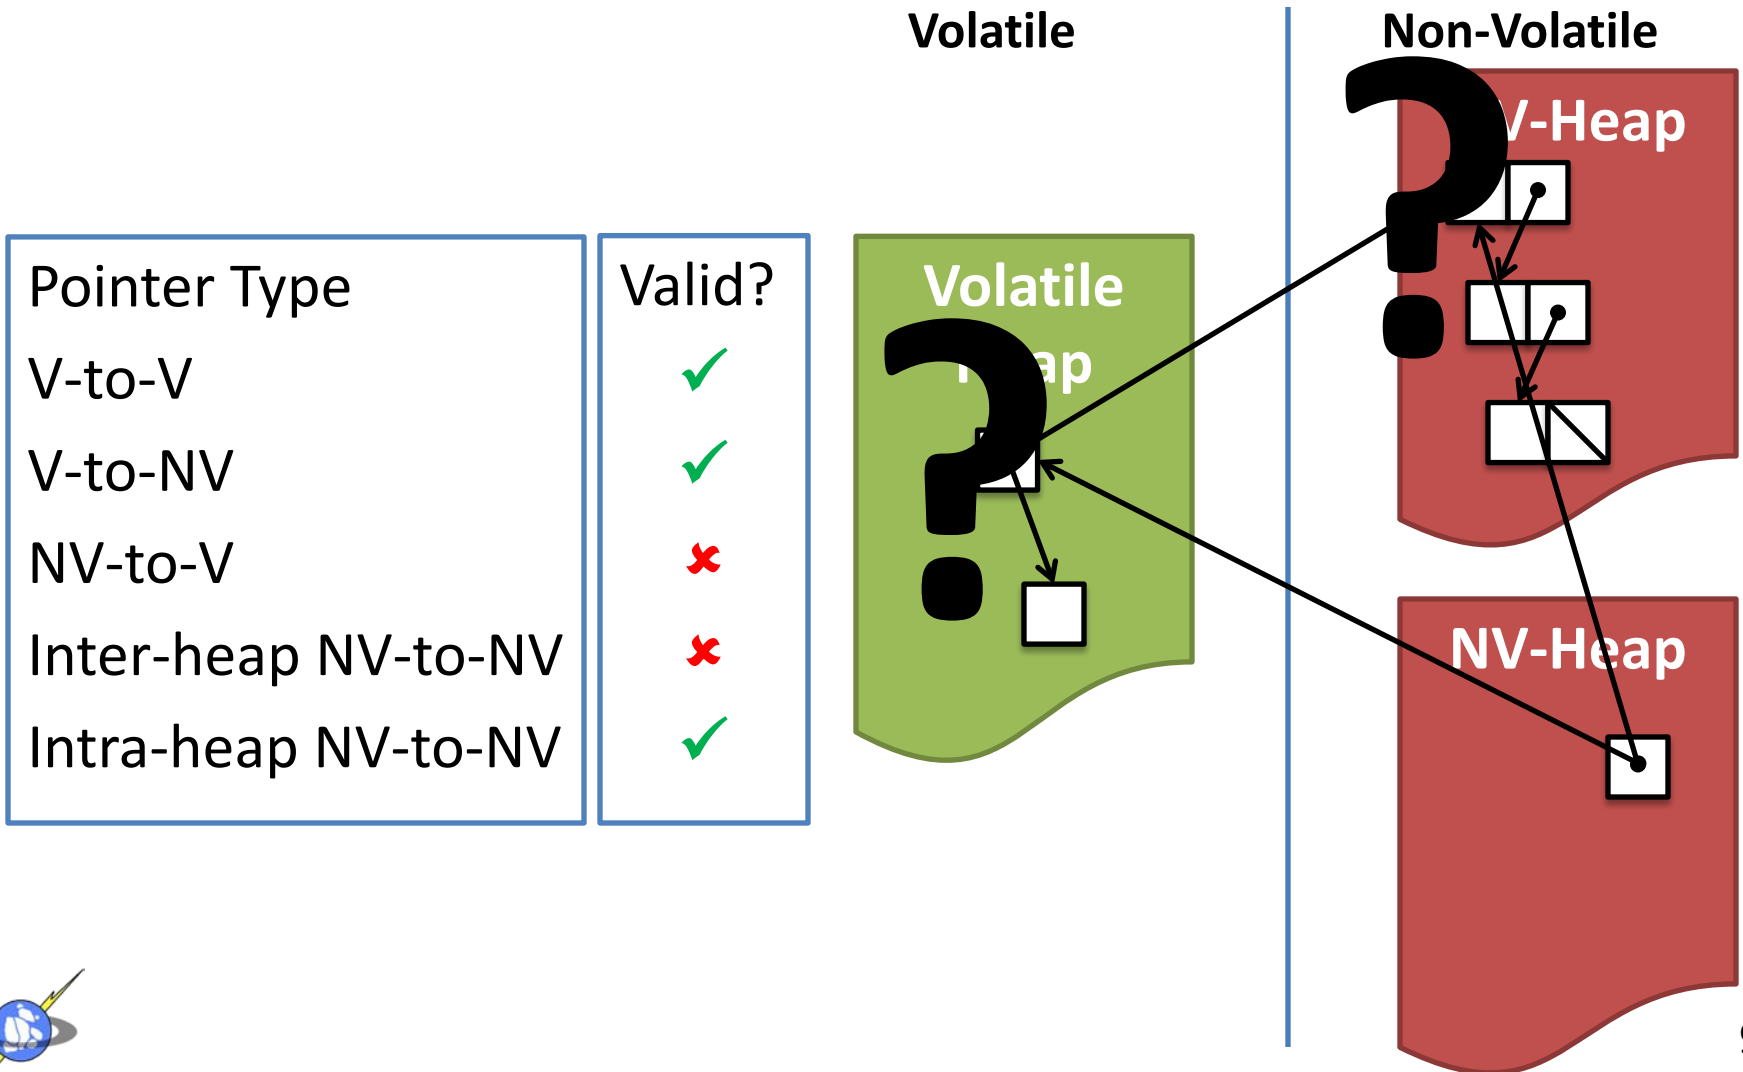 Volatile
Non-Volatile
Pointer Type
Valid?
V-to-V
V-to-NV
NV-to-V
Inter-heap NV-to-NV
Intra-heap NV-to-NV
Volatile
?
?
V-Heap
NV-Heap